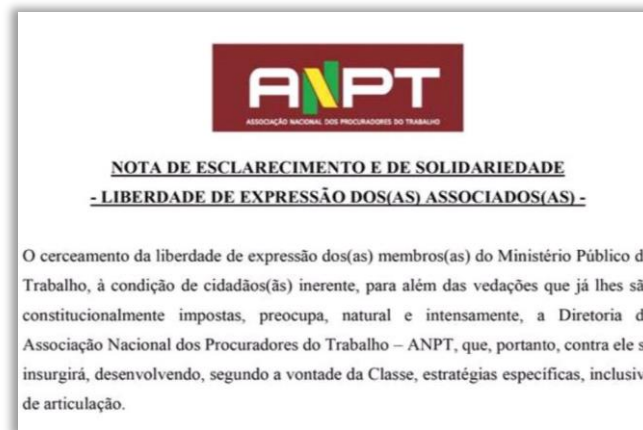 ANPT
ASSOCIAÇÃO NACIONAL DOS PROCURADORES DO TRABALHO
NOTA DE ESCLARECIMENTO E DE SOLIDARIEDADE
- LIBERDADE DE EXPRESSÃO DOS(AS) ASSOCIADOS(AS) -
O cerceamento da liberdade de expressão dos(as) membros(as) do Ministério Público d
Trabalho, à condição de cidadãos(ãs) inerente, para além das vedações que já lhes sã
constitucionalmente impostas, preocupa, natural e intensamente, a Diretoria d
Associação Nacional dos Procuradores do Trabalho – ANPT, que, portanto, contra ele s
insurgirá, desenvolvendo, segundo a vontade da Classe, estratégias específicas, inclusiv
de articulação.